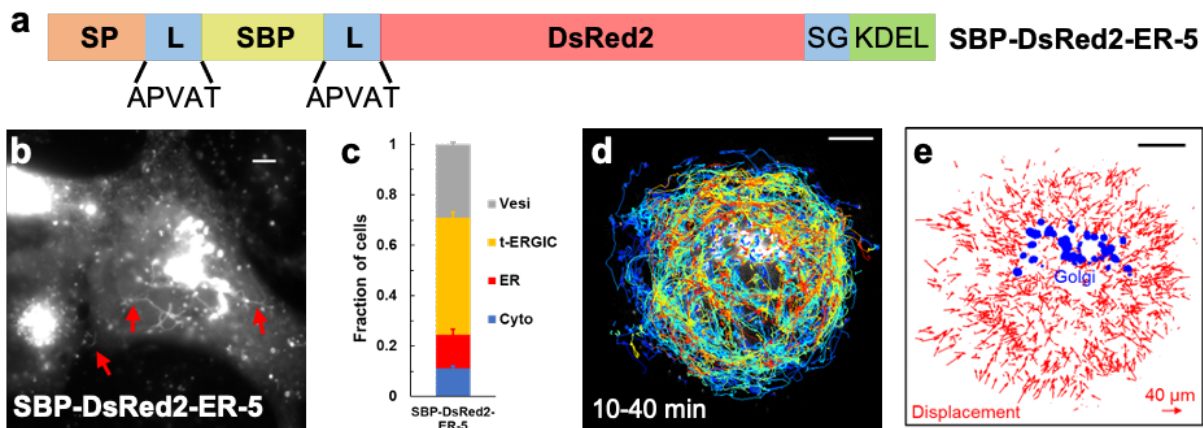 a
SP L SBP L DsRed2 SG KDEL SBP-DsRed2-ER-5
APVAT APVAT
b
SBP-DsRed2-ER-5
c
Fraction of cells
1
0.8
0.6
0.4
0.2
0
Vesi
t-ERGIC
ER
Cyto
SBP-DsRed2-
ER-5
d
10-40 min
e
Golgi
40 µm
Displacement